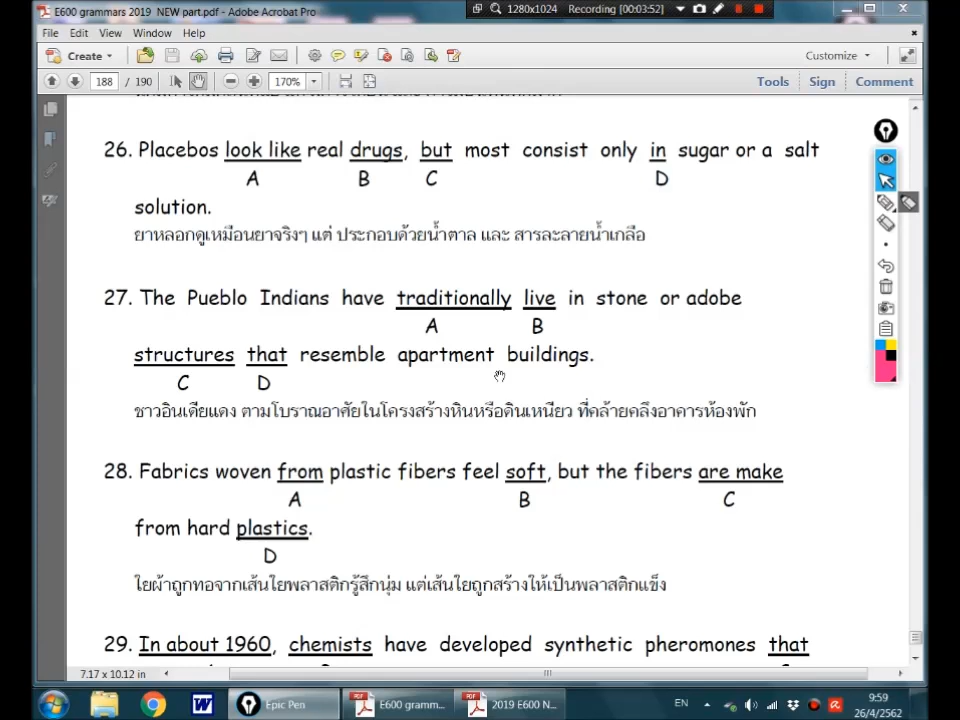 E600 grammars 2019 NEW part.pdf - Adobe Acrobat Pro
1280x1024 Recording [00:03:52]
File Edit View Window Help
Create Customize
188 / 190 170% Tools Sign Comment
26. Placebos look like real drugs, but most consist only in sugar or a salt
A B C D
solution.
ยาหลอกดูเหมือนยาจริงๆ แต่ ประกอบด้วยน้ำตาล และ สารละลายน้ำเกลือ
27. The Pueblo Indians have traditionally live in stone or adobe
A B
structures that resemble apartment buildings.
C D
ชาวอินเดียแดง ตามโบราณอาศัยในโครงสร้างหินหรือดินเหนียว ที่คล้ายคลึงอาคารห้องพัก
28. Fabrics woven from plastic fibers feel soft, but the fibers are make
A B C
from hard plastics.
D
ใยผ้าถูกทอจากเส้นใยพลาสติกรู้สึกนุ่ม แต่เส้นใยถูกสร้างให้เป็นพลาสติกแข็ง
29. In about 1960, chemists have developed synthetic pheromones that
7.17 x 10.12 in
Epic Pen E600 gramm... 2019 E600 N... EN 9:59
26/4/2562